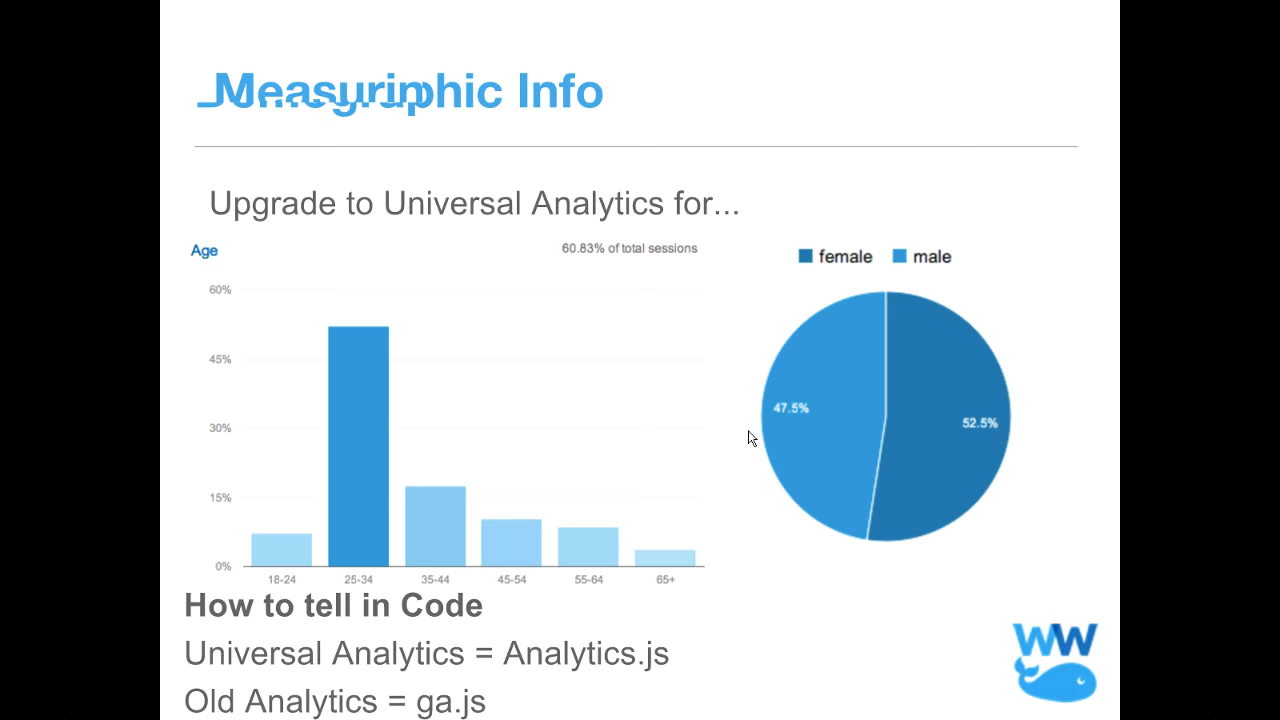 Info
Upgrade to Universal Analytics for...
Age
60.83% of total sessions
female male
60%
45%
30%
15%
0%
47.5%
52.5%
18-24 25-34 35-44 45-54 55-64 65+
How to tell in Code
Universal Analytics = Analytics.js
Old Analytics = ga.js
WW